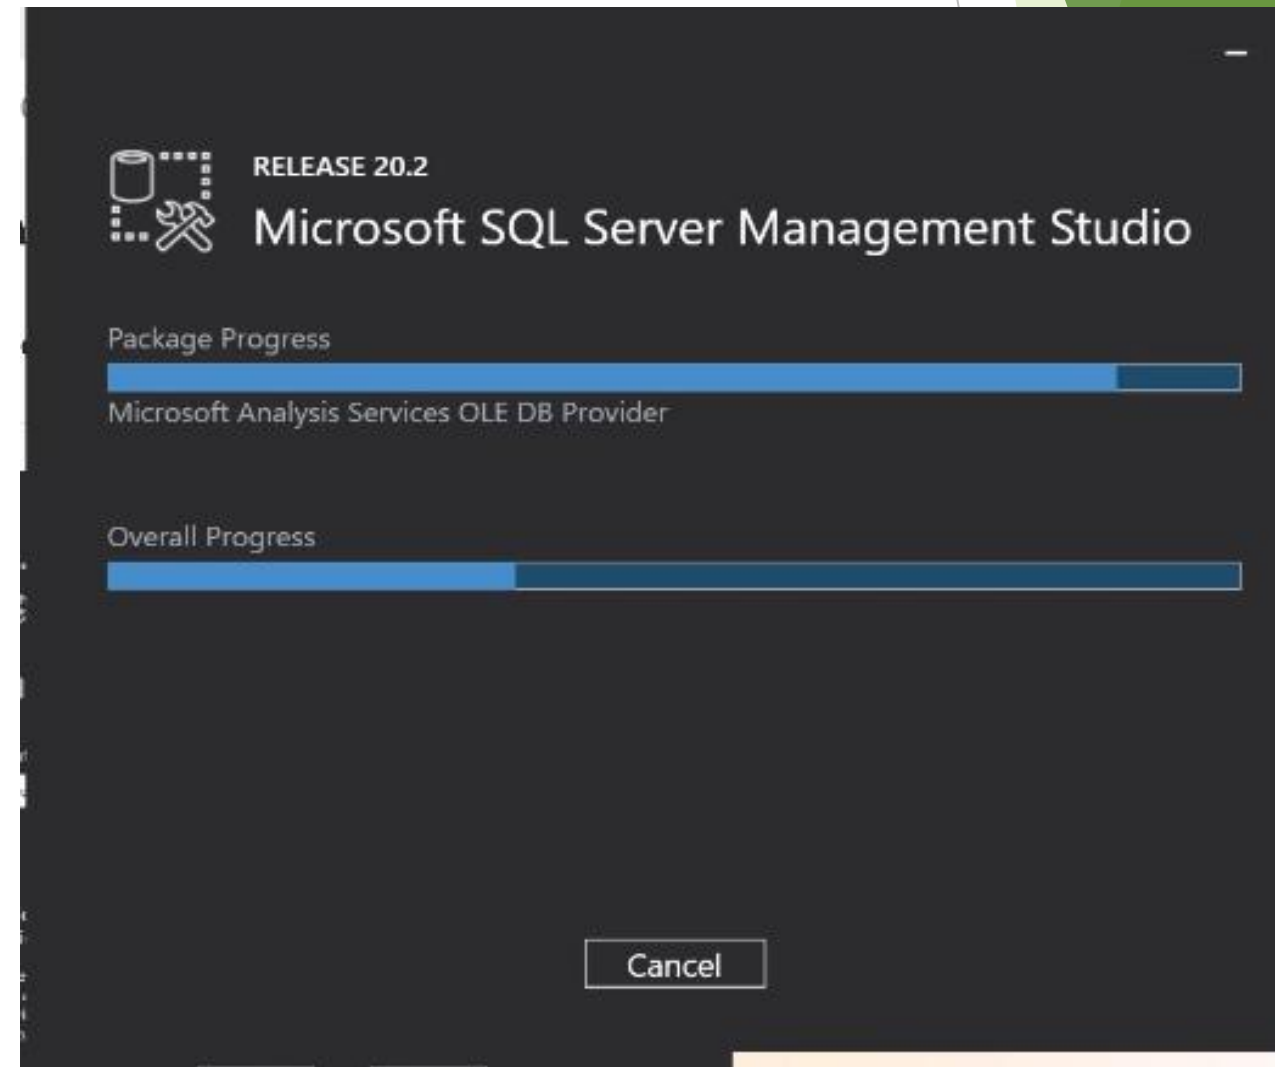 RELEASE 20.2
Microsoft SQL Server Management Studio
Package Progress
Microsoft Analysis Services OLE DB Provider
Overall Progress
Cancel